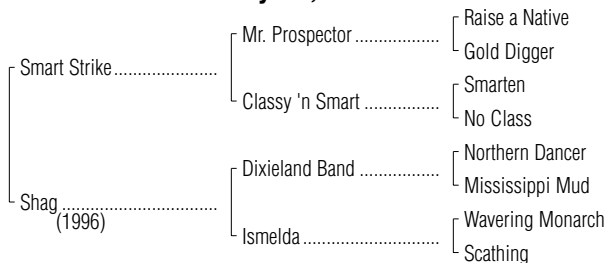 Raise a Native
Mr. Prospector ..................
Gold Digger
Smart Strike......................
Smarten
Classy 'n Smart ................
No Class
Northern Dancer
Dixieland Band .................
Mississippi Mud
Shag .................................
(1996)
Wavering Monarch
Ismelda .............................
Scathing